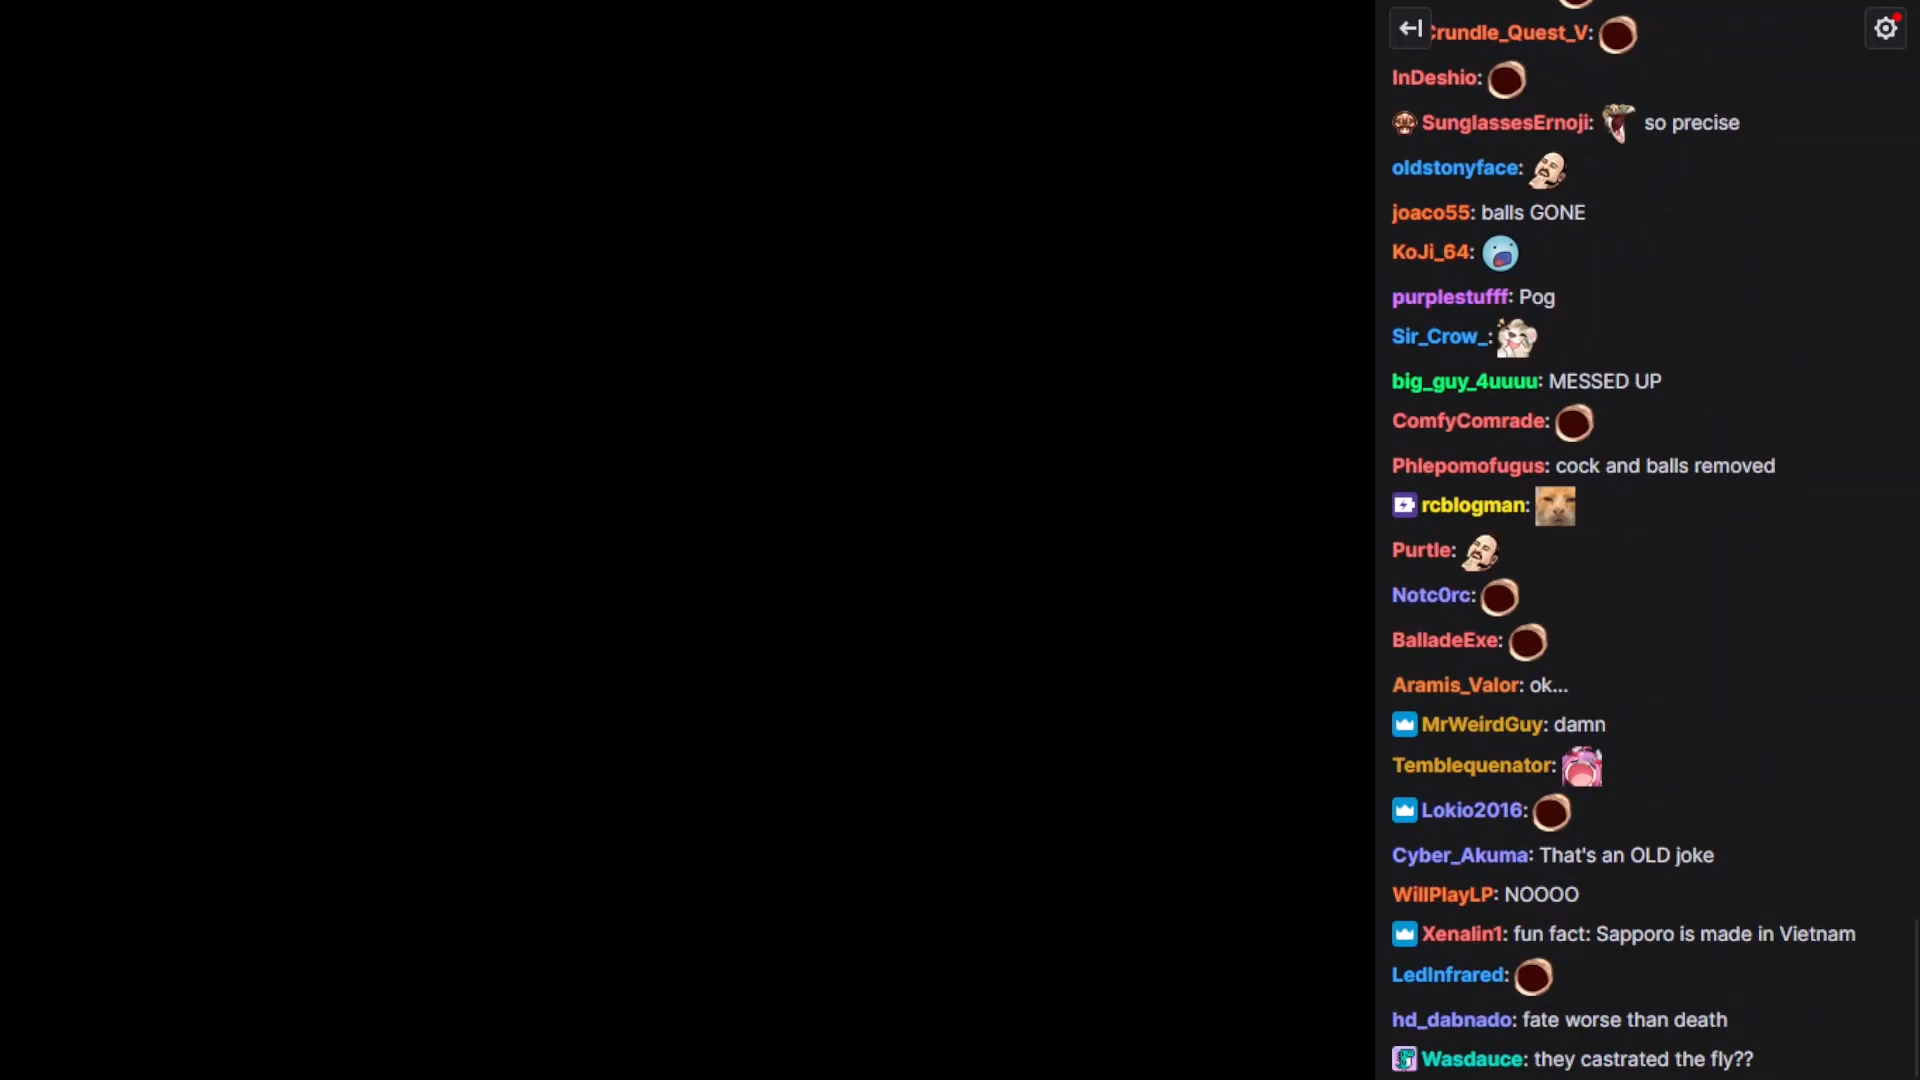 Crundle_Quest_V:
InDeshio:
SunglassesErnoji: so precise
oldstonyface:
joaco55: balls GONE
KoJi_64:
purplestufff: Pog
Sir_Crow_:
big_guy_4uuuu: MESSED UP
ComfyComrade:
Phlepomofugus: cock and balls removed
rcblogman:
Purtle:
Notc0rc:
BalladeExe:
Aramis_Valor: ok...
MrWeirdGuy: damn
Temblequenator:
Lokio2016:
Cyber_Akuma: That's an OLD joke
WillPlayLP: NOOOO
Xenalin1: fun fact: Sapporo is made in Vietnam
LedInfrared:
hd_dabnado: fate worse than death
Wasdauce: they castrated the fly??